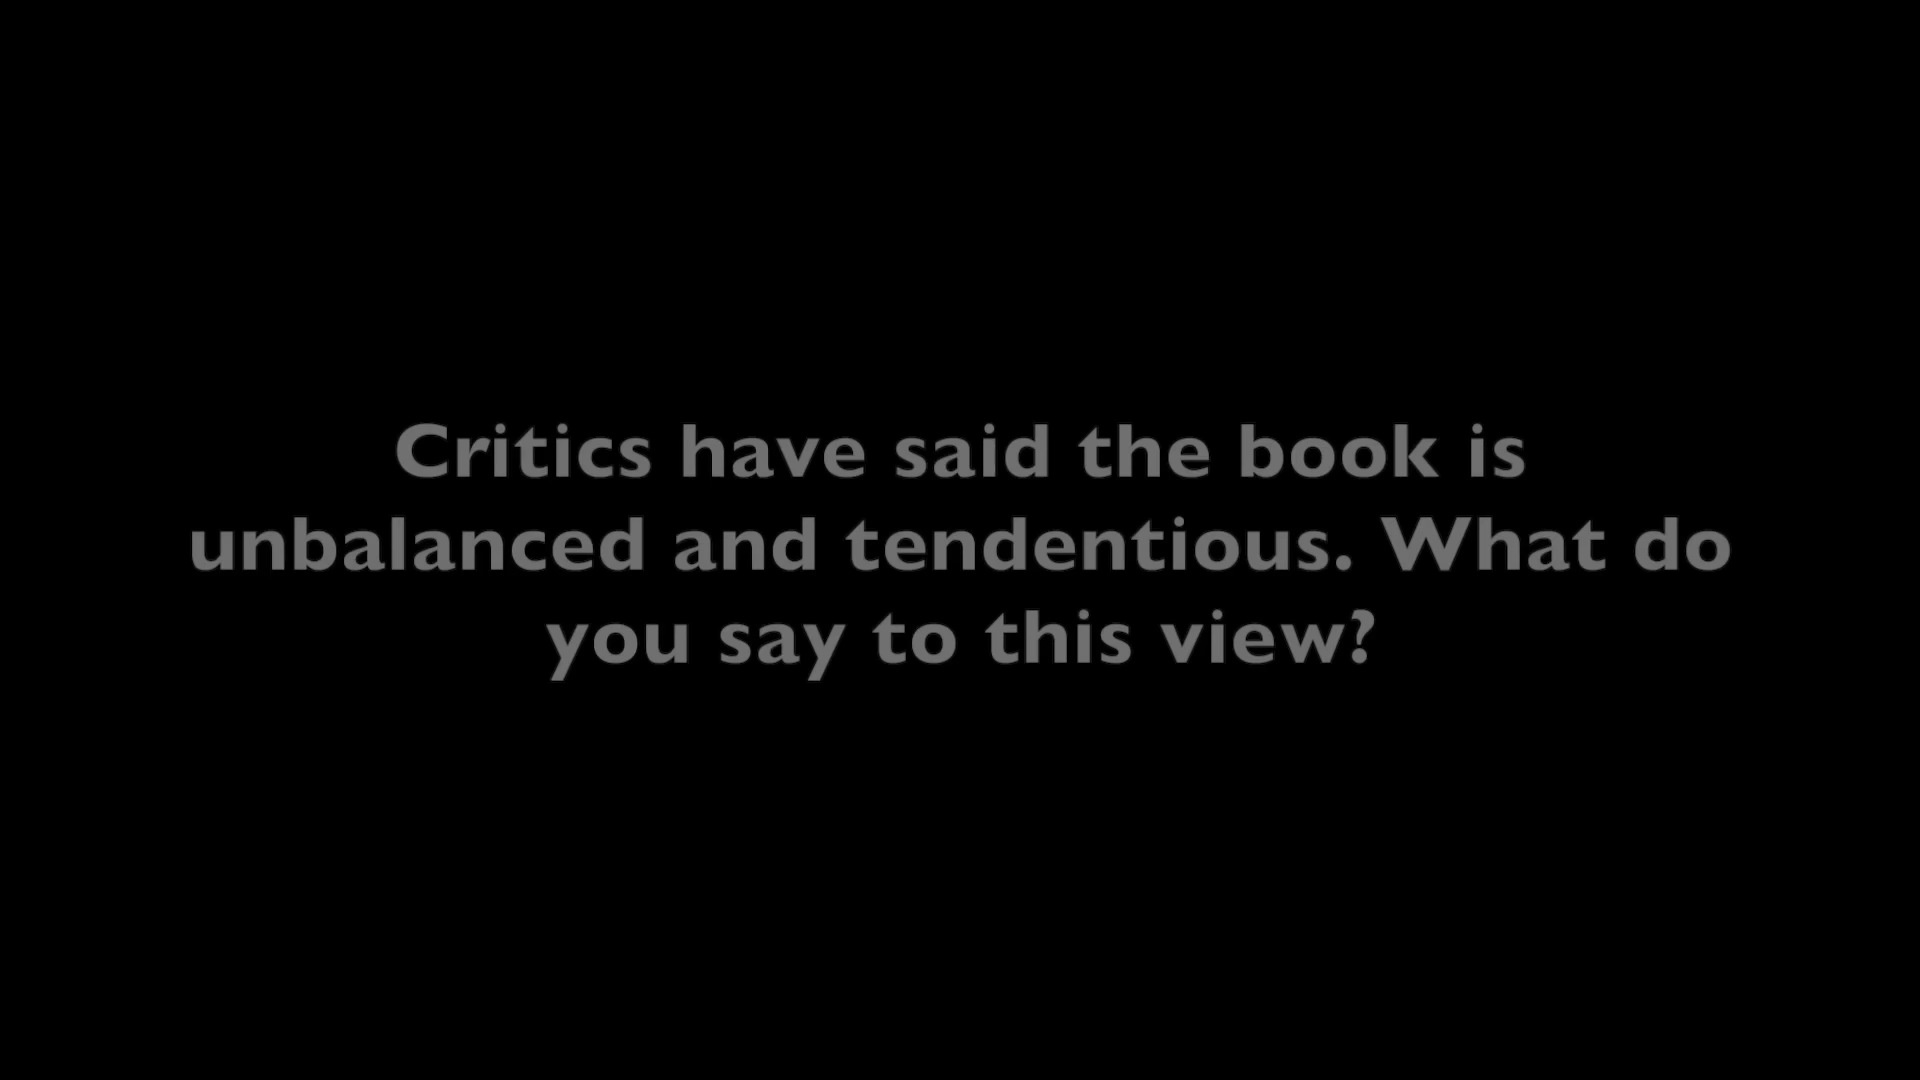 Critics have said the book is
unbalanced and tendentious. What do
you say to this view?